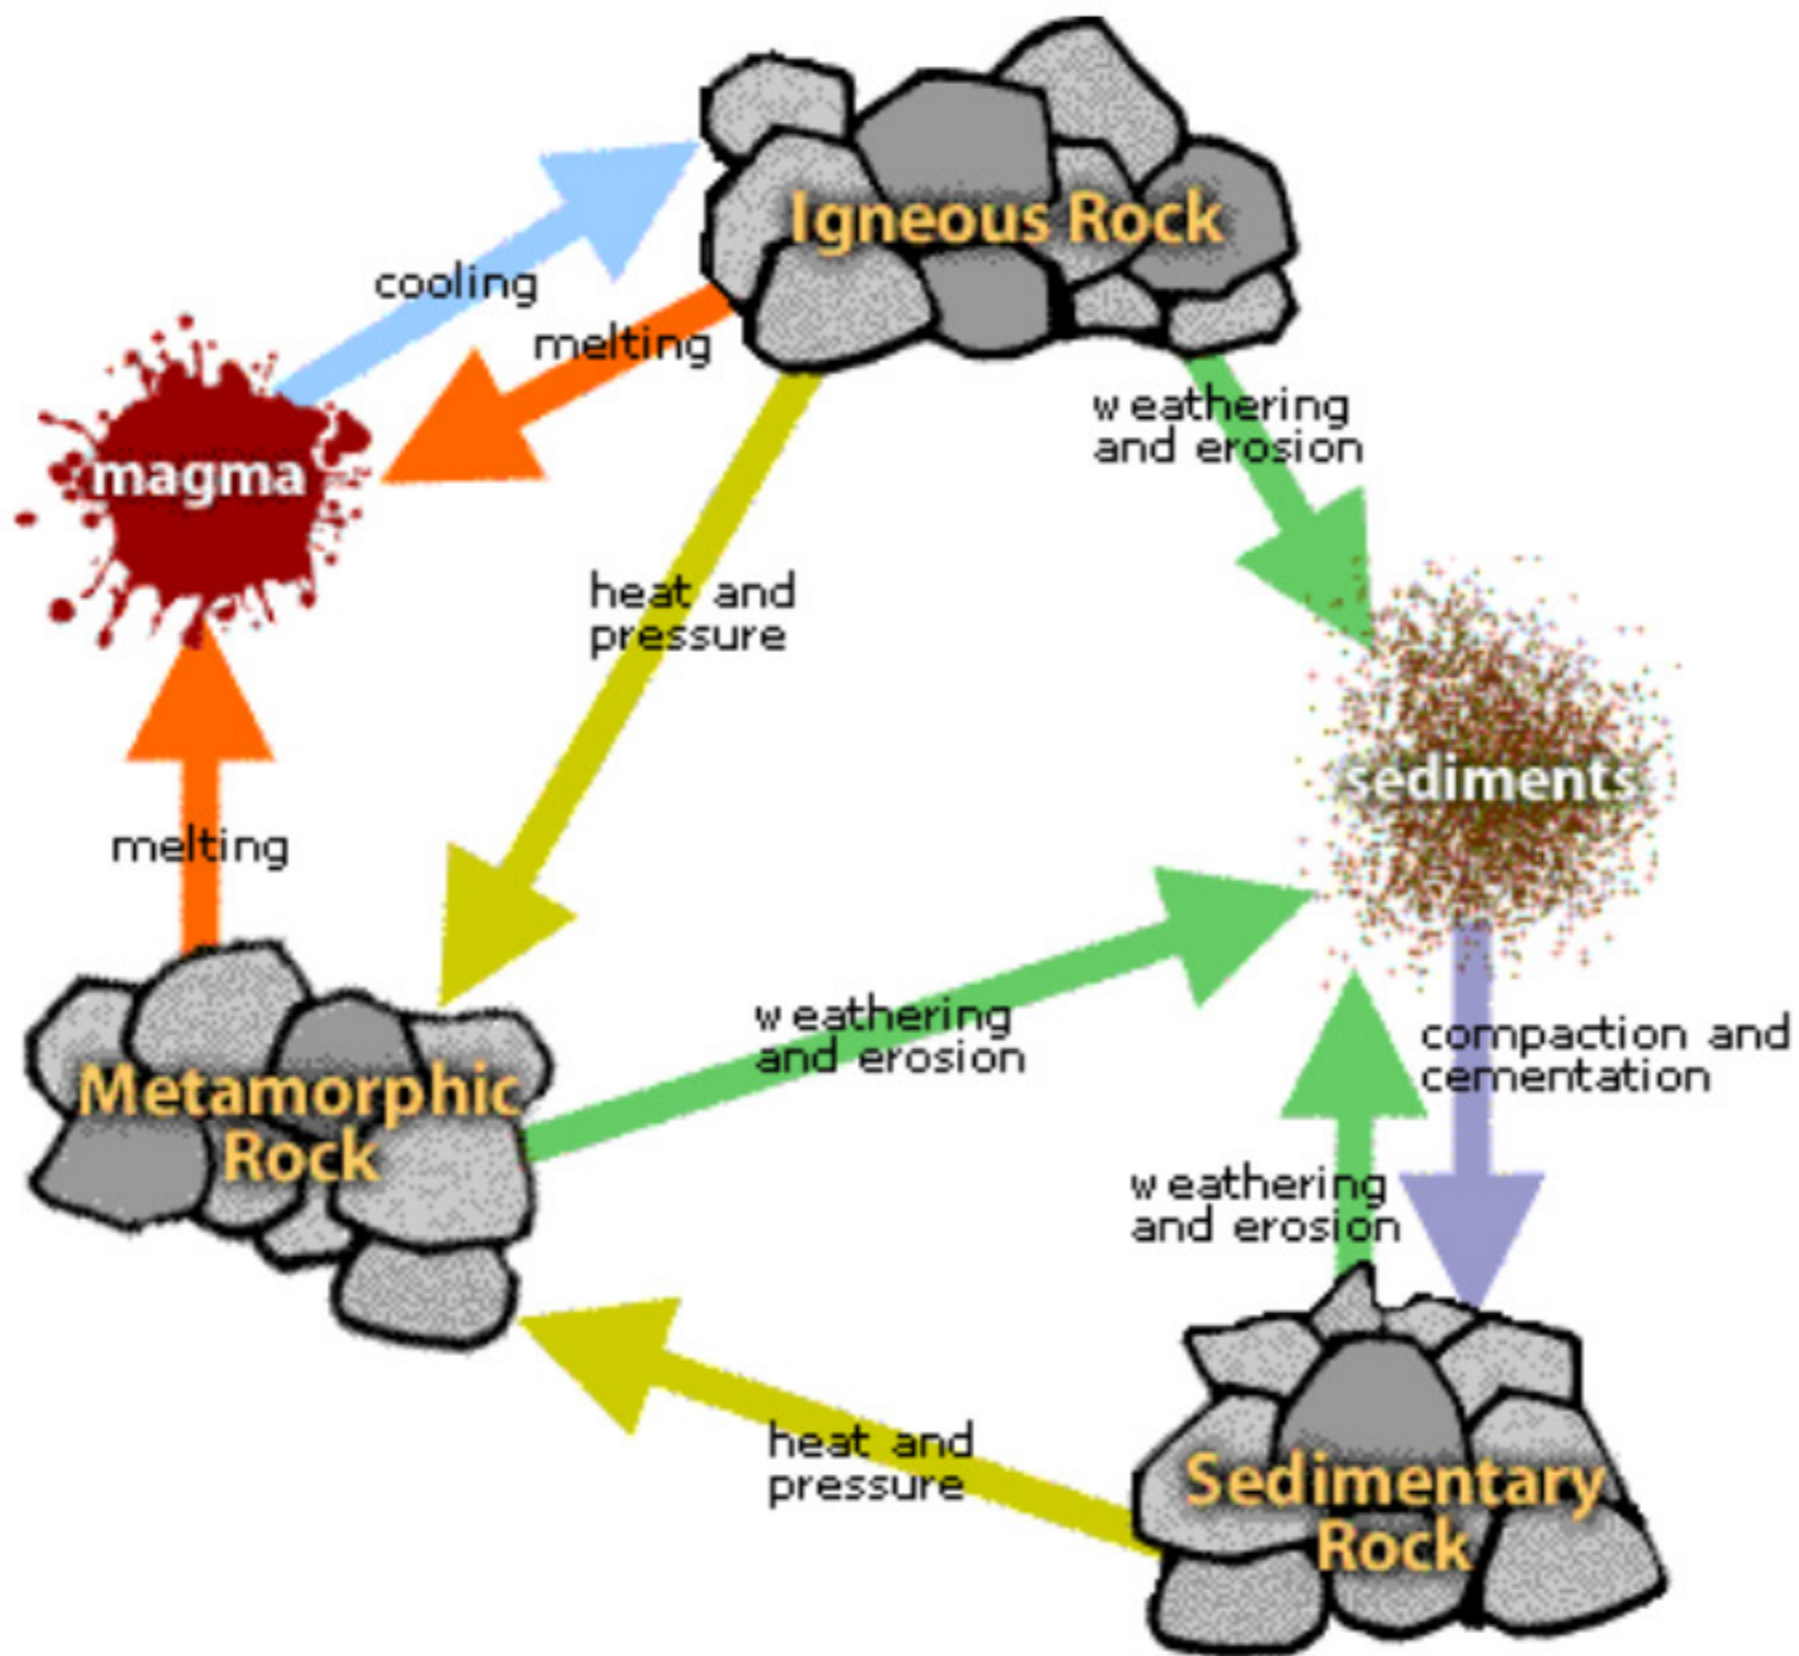 Igneous Rock
cooling
melting
weathering
and erosion
magma
heat and
pressure
sediments
melting
weathering
and erosion
compaction and
cementation
Metamorphic
Rock
weathering
and erosion
heat and
pressure
Sedimentary
Rock